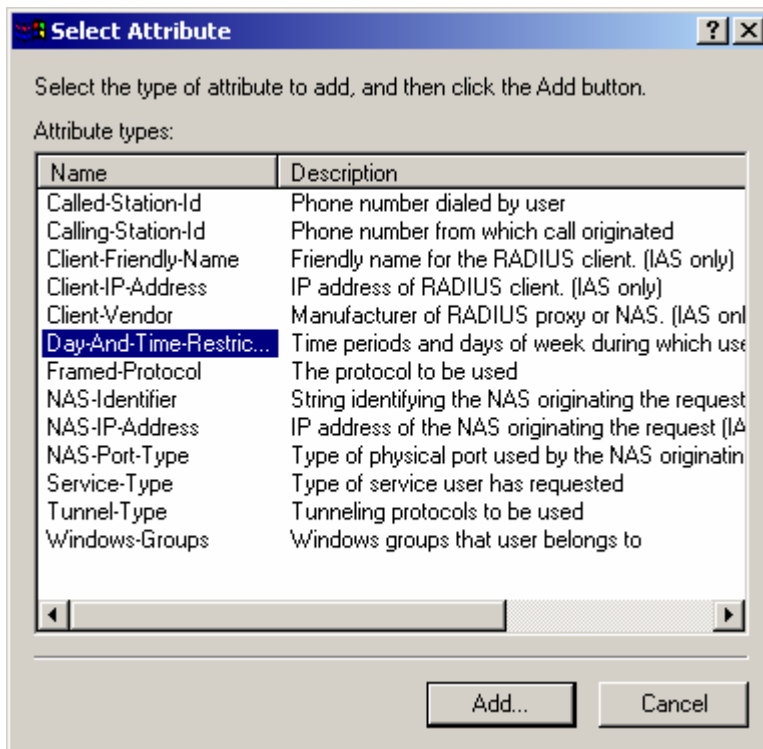 Select Attribute
Select the type of attribute to add, and then click the Add button.
Attribute types:
Name Description
Called-Station-Id Phone number dialed by user
Calling-Station-Id Phone number from which call originated
Client-Friendly-Name Friendly name for the RADIUS client. (IAS only)
Client-IP-Address IP address of RADIUS client. (IAS only)
Client-Vendor Manufacturer of RADIUS proxy or NAS. (IAS onl
Day-And-Time-Restric... Time periods and days of week during which use
Framed-Protocol The protocol to be used
NAS-Identifier String identifying the NAS originating the request
NAS-IP-Address IP address of the NAS originating the request (IA
NAS-Port-Type Type of physical port used by the NAS originatin
Service-Type Type of service user has requested
Tunnel-Type Tunneling protocols to be used
Windows-Groups Windows groups that user belongs to
Add... Cancel